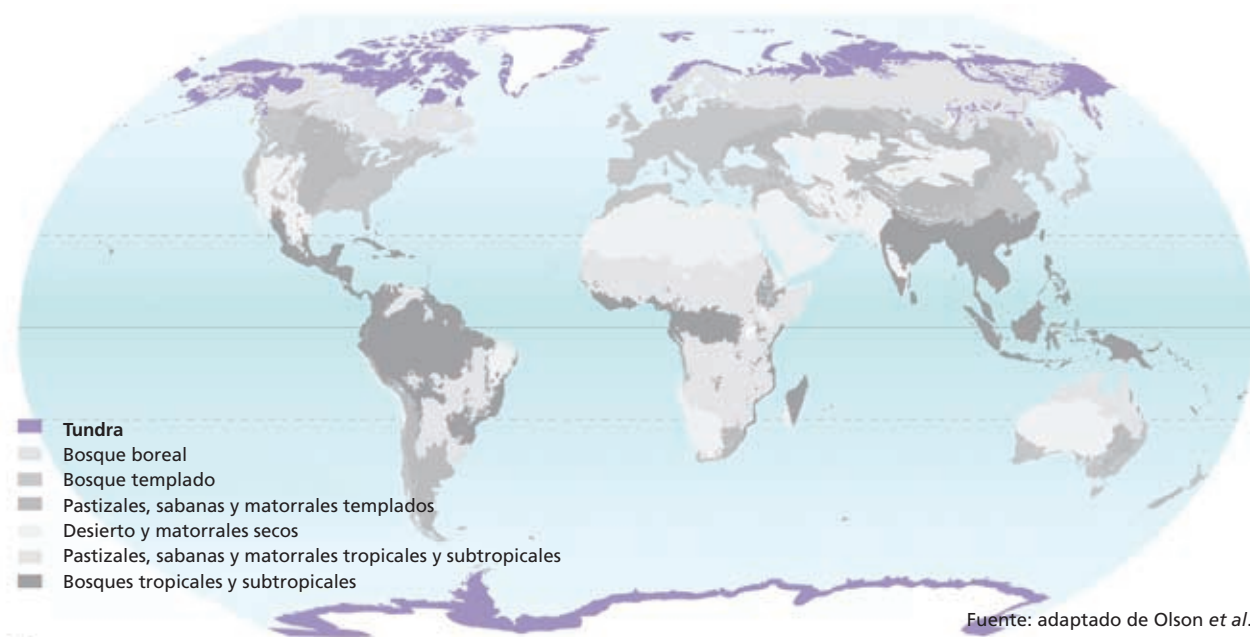 Tundra
Bosque boreal
Bosque templado
Pastizales, sabanas y matorrales templados
Desierto y matorrales secos
Pastizales, sabanas y matorrales tropicales y subtropicales
Bosques tropicales y subtropicales
Fuente: adaptado de Olson et al.